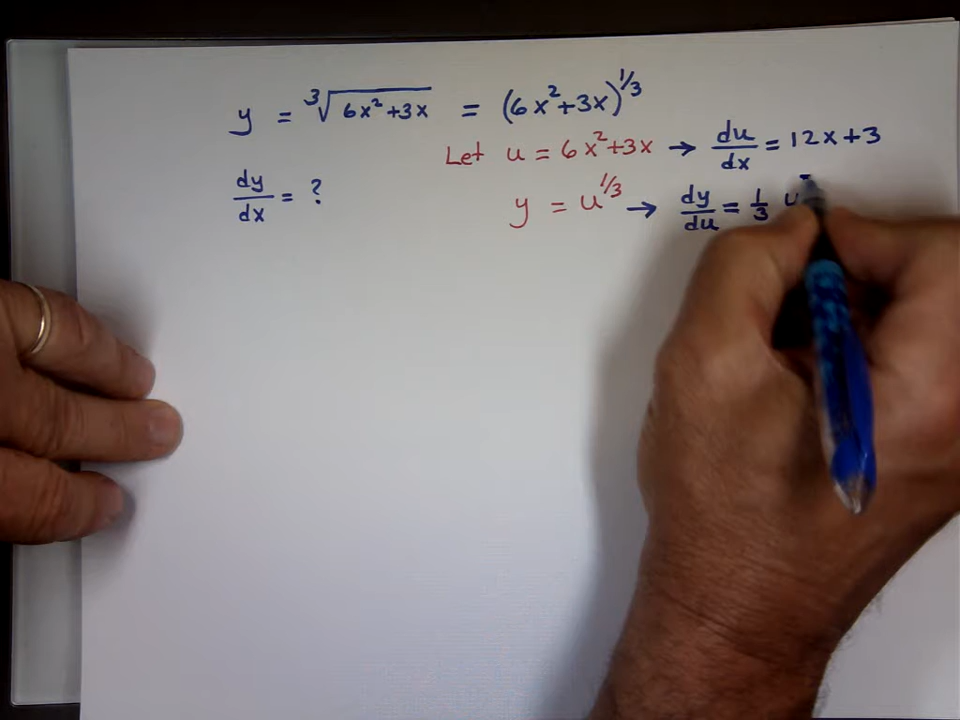 y = ∛(6x²+3x) = (6x²+3x)^1/3
Let u = 6x²+3x → du/dx = 12x+3
dy/dx = ?
y = u^1/3 → dy/du = 1/3 u^-